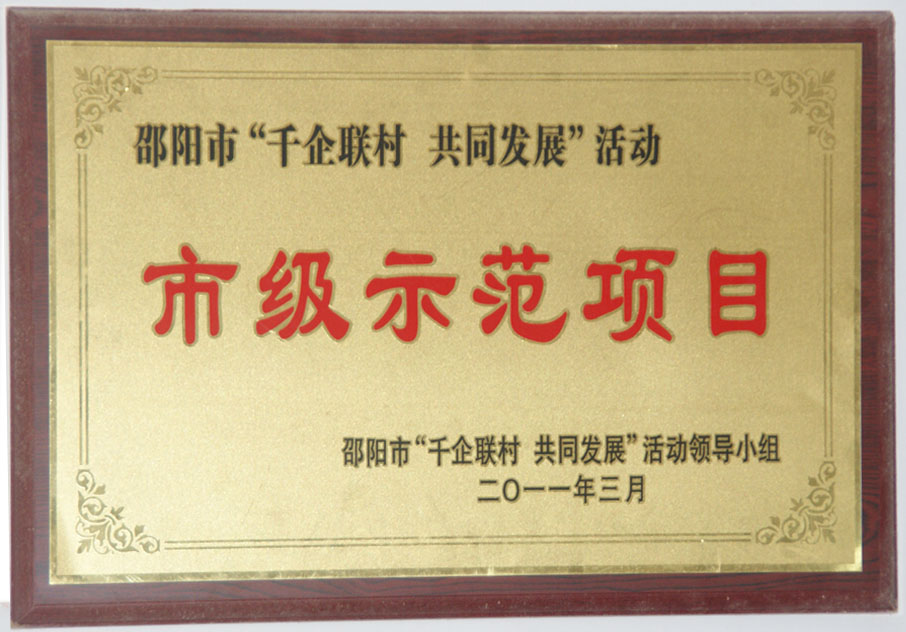 邵阳市“千企联村 共同发展”活动
市级示范项目
邵阳市“千企联村 共同发展”活动领导小组
二〇一一年三月